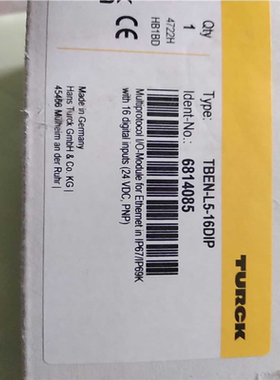 TURCK
Type: TBEN-L5-16DIP
Ident-No.: 6814085
Multiprotocol I/O-Module for Ethernet in IP67/IP69K
with 16 digital inputs (24 VDC, PNP)
Qty
1
4722H
HB1BD
Made in Germany
Hans Turck GmbH & Co. KG |
45466 Mülheim an der Ruhr |